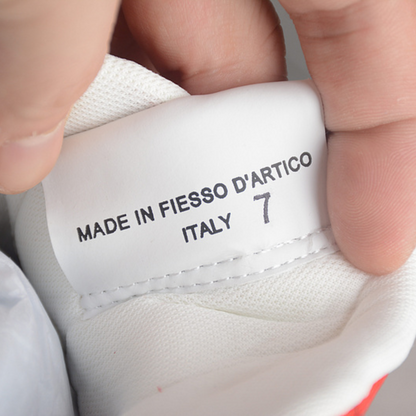 MADE IN FIESSO D'ARTICO
ITALY 7